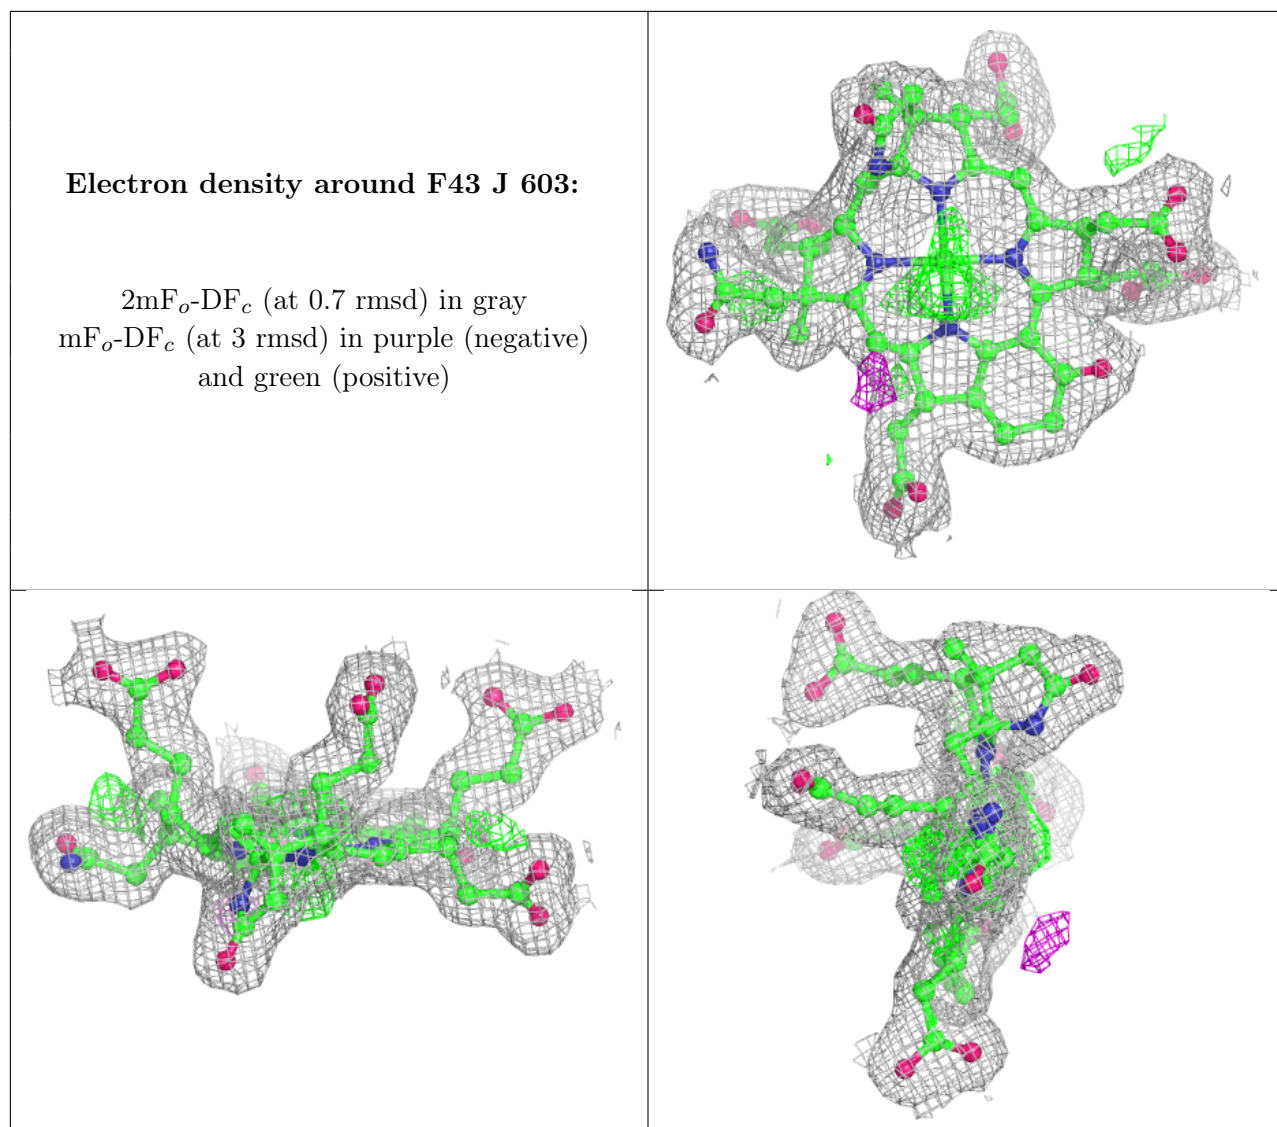 Electron density around F43 J 603:
2mFo-DFc (at 0.7 rmsd) in gray
mFo-DFc (at 3 rmsd) in purple (negative)
and green (positive)